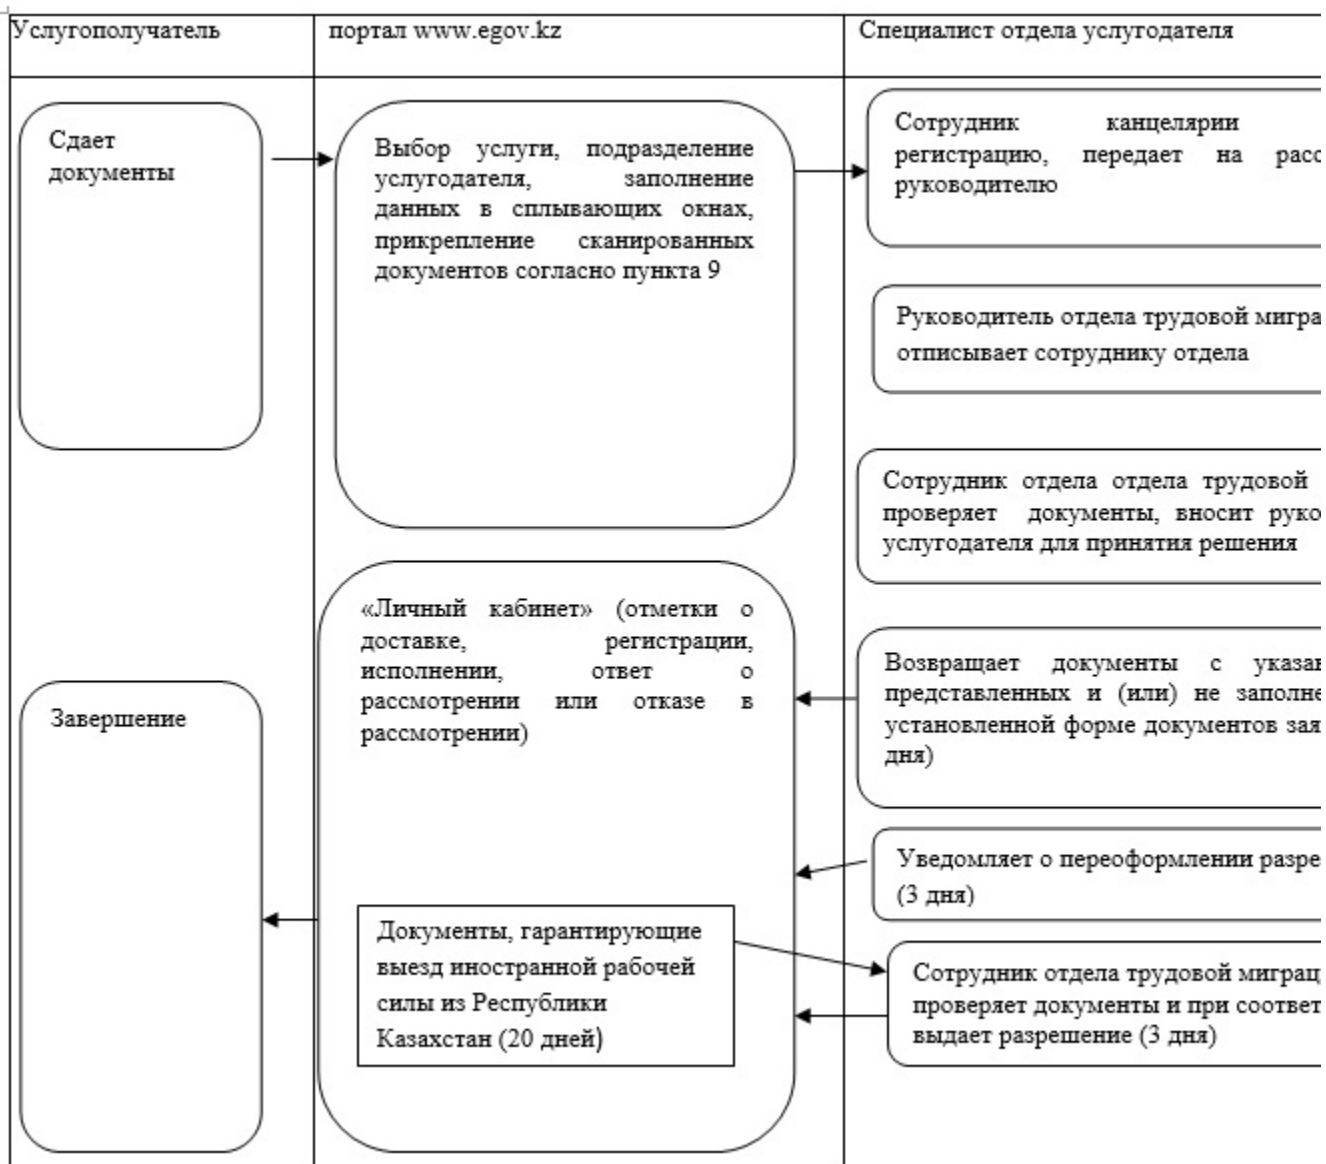 Услугополучатель
портал www.egov.kz
Специалист отдела услугодателя
Сдает
документы
Выбор услуги, подразделение
услугодателя, заполнение
данных в сплывающих окнах,
прикрепление сканированных
документов согласно пункта 9
Сотрудник канцелярии
регистрацию, передает на
руководителю
Руководитель отдела трудовой
отписывает сотруднику отдела
Сотрудник отдела отдела трудовой
проверяет документы, вносит
услугодателя для принятия решения
«Личный кабинет» (отметки о
доставке, регистрации,
исполнении, ответ о
рассмотрении или отказе в
рассмотрении)
Завершение
Возвращает документы с
представленных и (или) не
установленной форме документов
дня)
Уведомляет о переоформлении
(3 дня)
Документы, гарантирующие
выезд иностранной рабочей
силы из Республики
Казахстан (20 дней)
Сотрудник отдела трудовой
проверяет документы и при
выдает разрешение (3 дня)